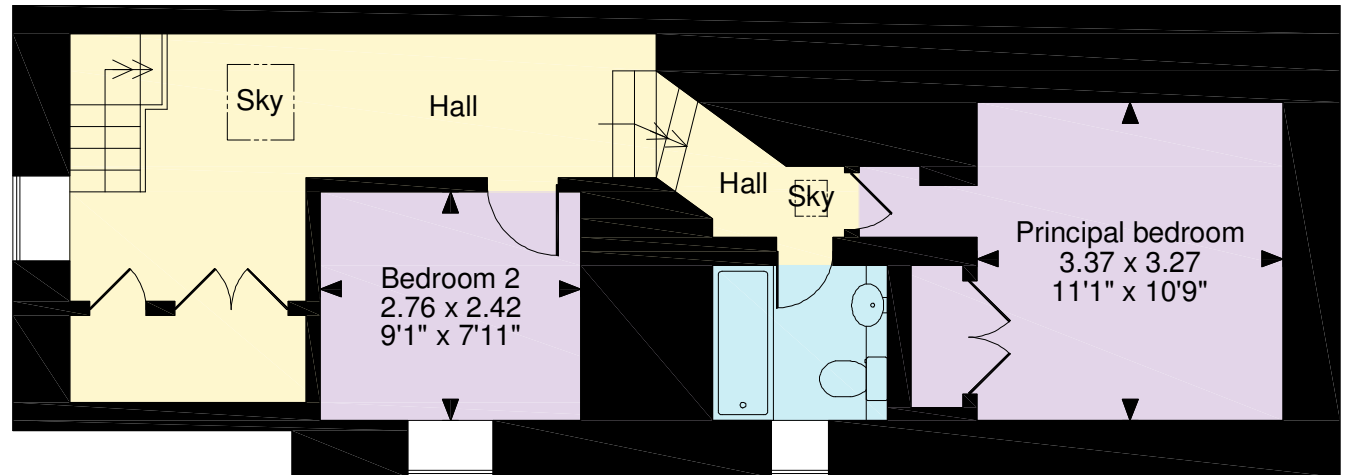 Sky
Hall
Hall
Sky
Principal bedroom
3.37 x 3.27
11'1" x 10'9"
Bedroom 2
2.76 x 2.42
9'1" x 7'11"